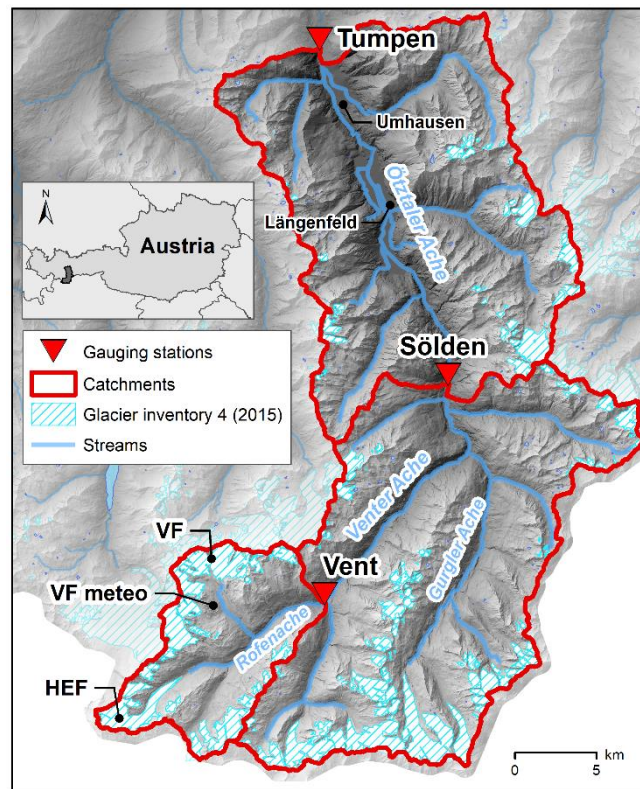 Tumpen
Umhausen
Ötztaler Ache
Längenfeld
N
Austria
Sölden
Gauging stations
Catchments
Glacier inventory 4 (2015)
Streams
Venter Ache
Gurgler Ache
VF
Vent
VF meteo
Rofenache
HEF
0 5
km